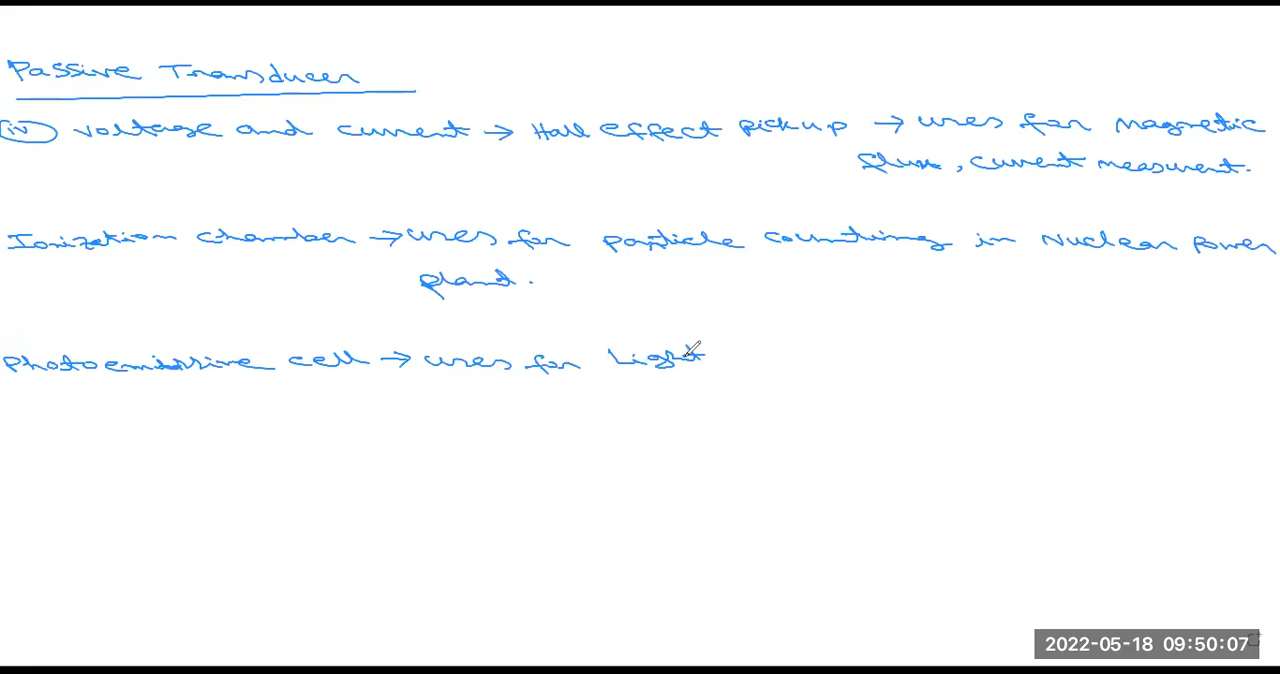 Passive Transducer
(iv) voltage and current → Hall effect pickup → uses for magnetic
flux, current measurent.
Ionization chamber → uses for particle counting in Nuclear power
plant.
Photoemissive cell → uses for Light
2022-05-18 09:50:07